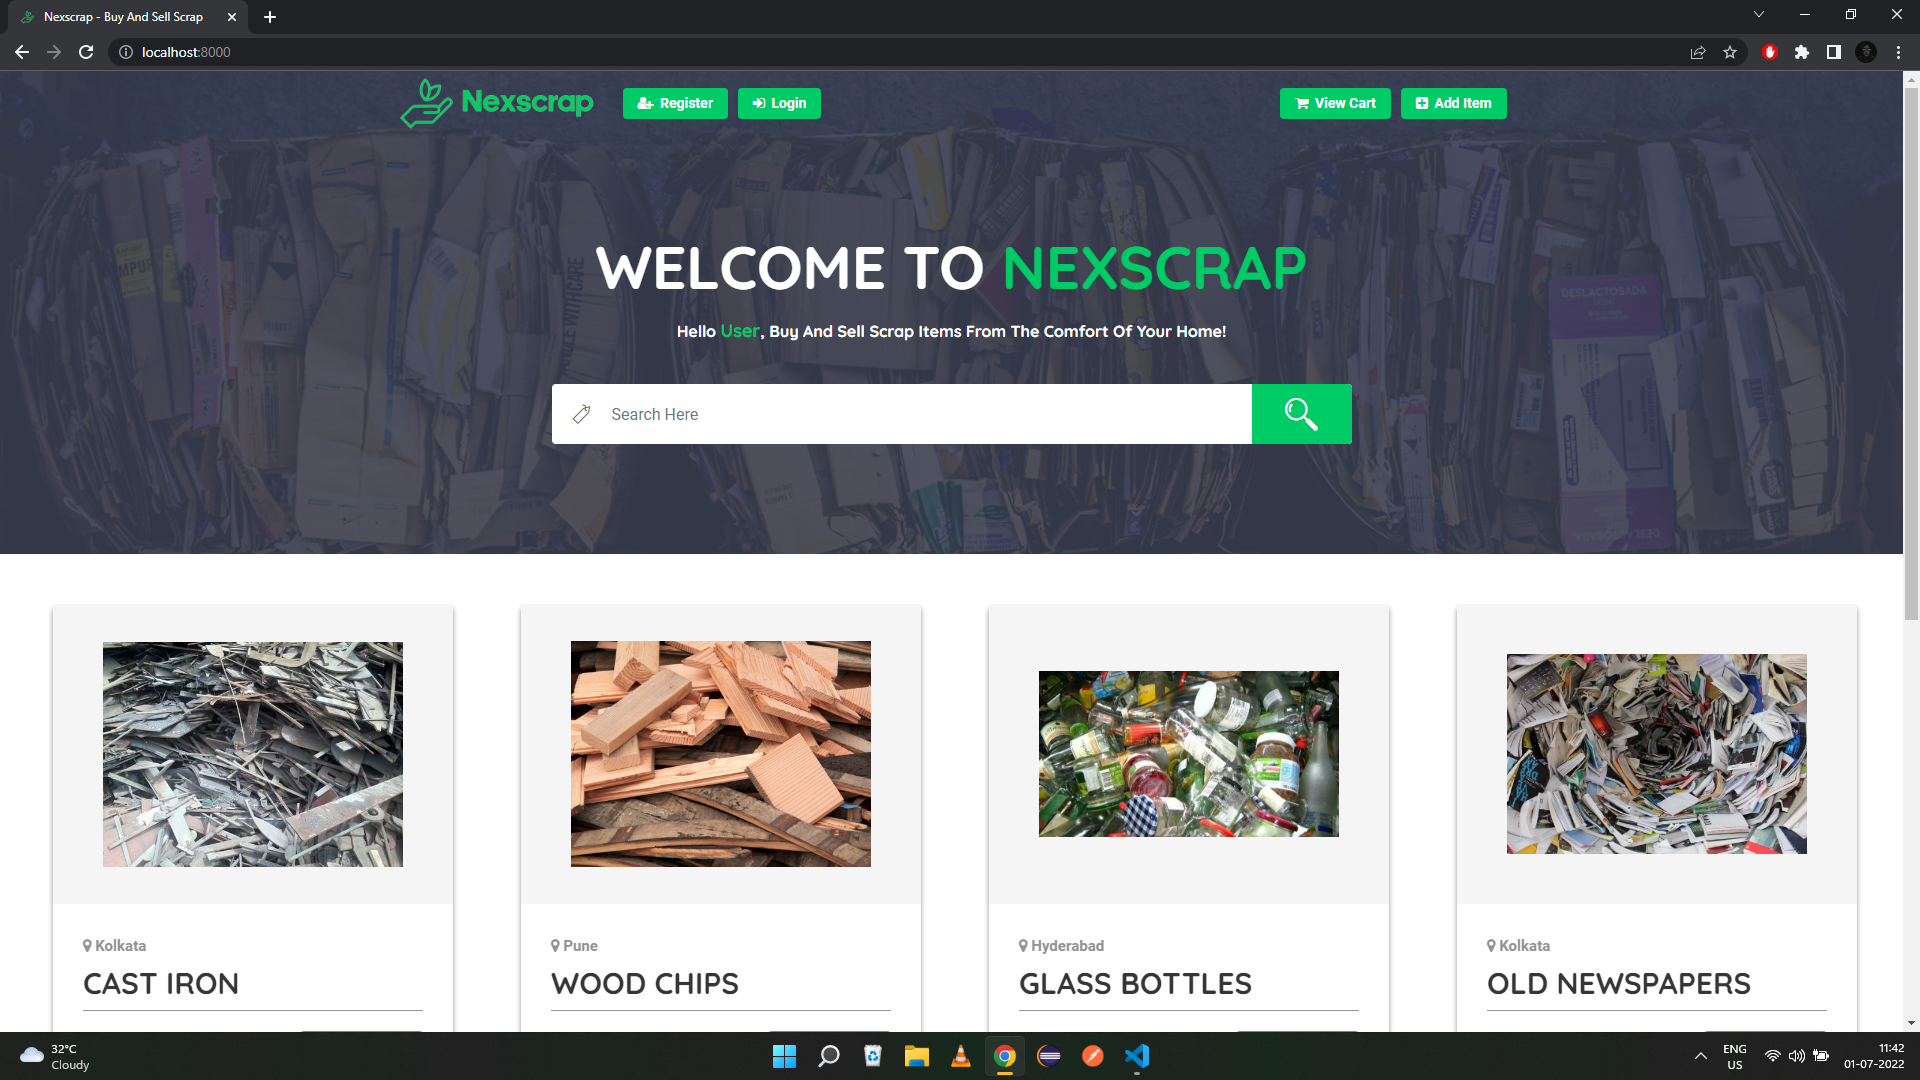 Nexscrap - Buy And Sell Scrap
localhost:8000
Nexscrap
Register
Login
View Cart
Add Item
WELCOME TO NEXSCRAP
Hello User, Buy And Sell Scrap Items From The Comfort Of Your Home!
Search Here
DESLACTOSADA
Kolkata
Pune
Hyderabad
Kolkata
CAST IRON
WOOD CHIPS
GLASS BOTTLES
OLD NEWSPAPERS
32°C
Cloudy
ENG
US
11:42
01-07-2022